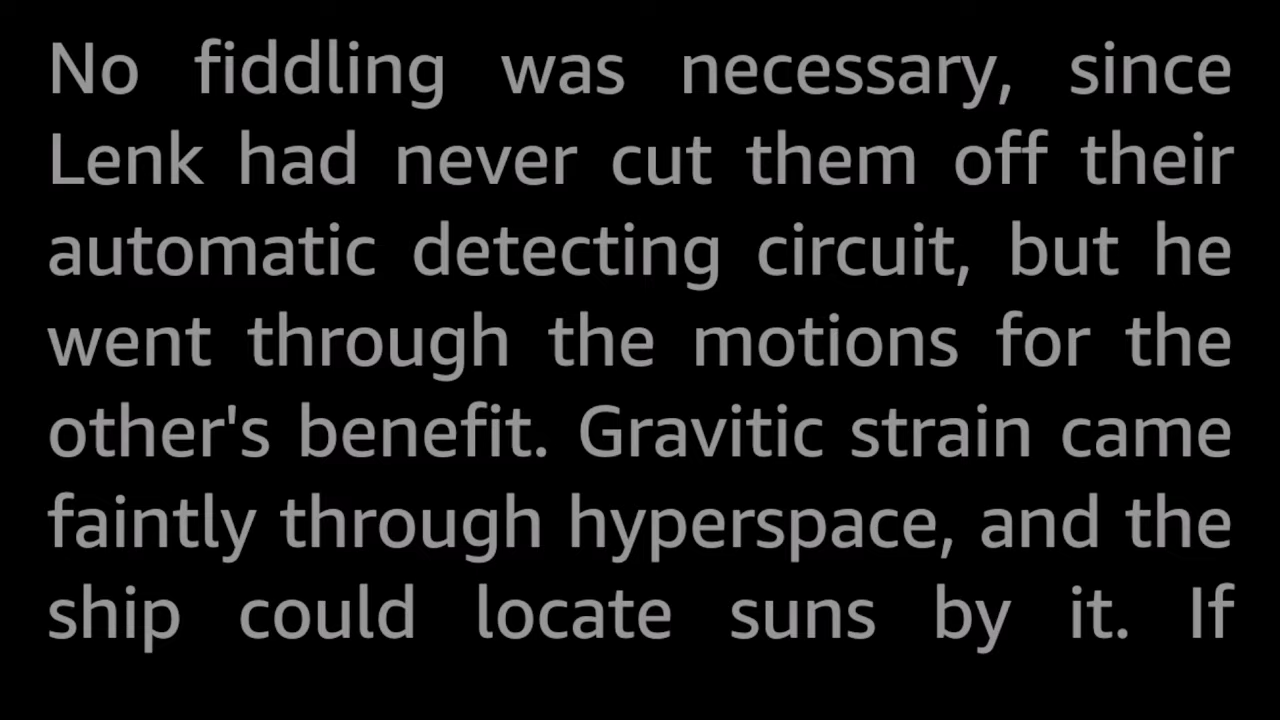 No fiddling was necessary, since
Lenk had never cut them off their
automatic detecting circuit, but he
went through the motions for the
other's benefit. Gravitic strain came
faintly through hyperspace, and the
ship could locate suns by it. If